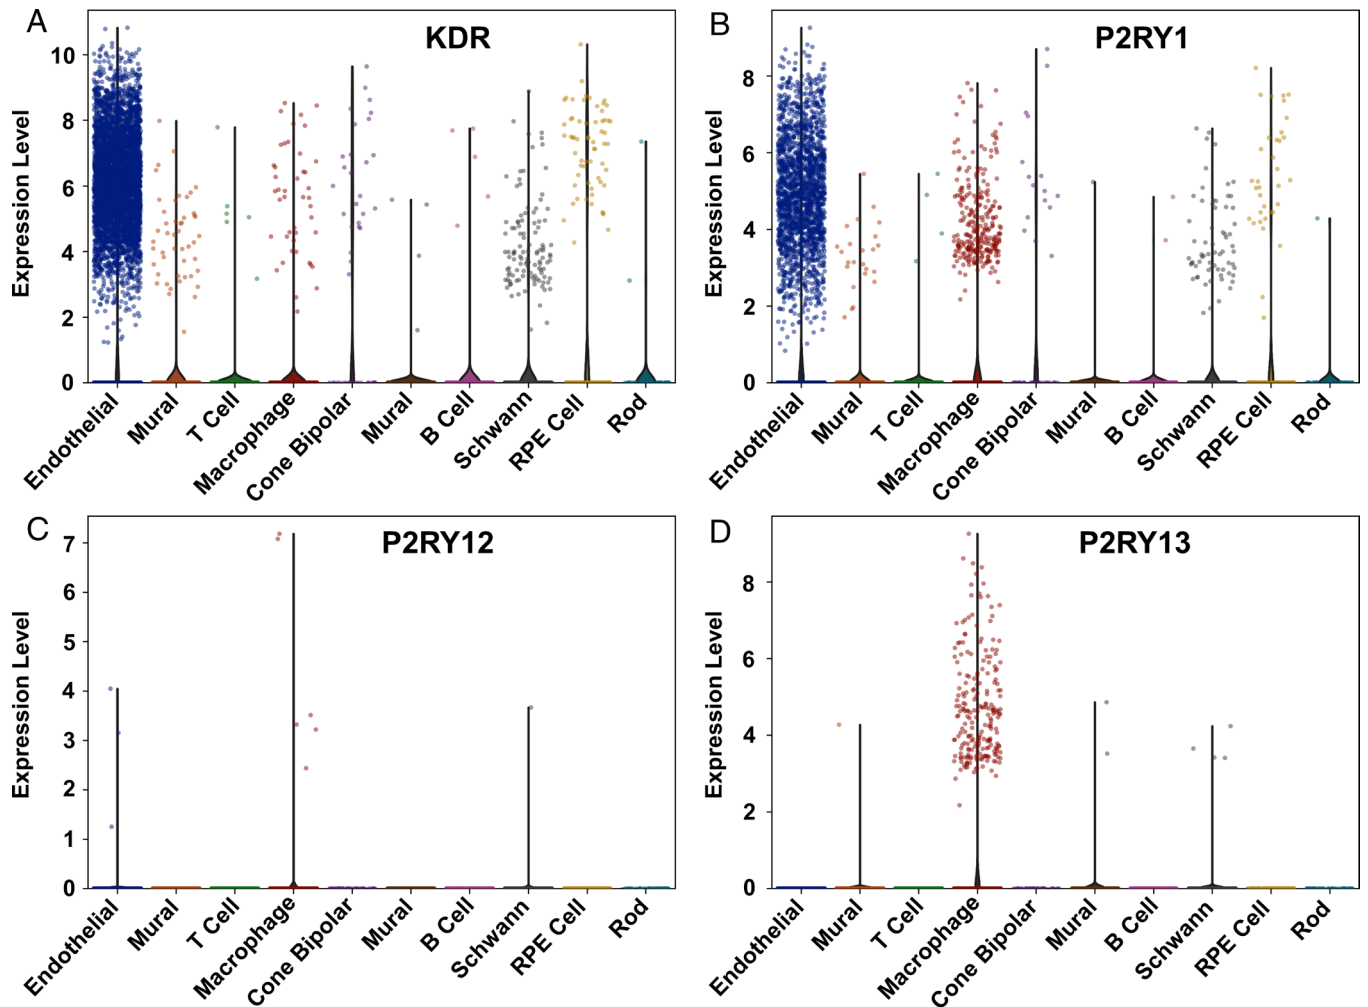 A
KDR
Expression Level
10
8
6
4
2
0
Endothelial
Mural
T Cell
Macrophage
Cone Bipolar
Mural
B Cell
Schwann
RPE Cell
Rod
B
P2RY1
Expression Level
8
6
4
2
0
Endothelial
Mural
T Cell
Macrophage
Cone Bipolar
Mural
B Cell
Schwann
RPE Cell
Rod
C
P2RY12
Expression Level
7
6
5
4
3
2
1
0
Endothelial
Mural
T Cell
Macrophage
Cone Bipolar
Mural
B Cell
Schwann
RPE Cell
Rod
D
P2RY13
Expression Level
8
6
4
2
0
Endothelial
Mural
T Cell
Macrophage
Cone Bipolar
Mural
B Cell
Schwann
RPE Cell
Rod